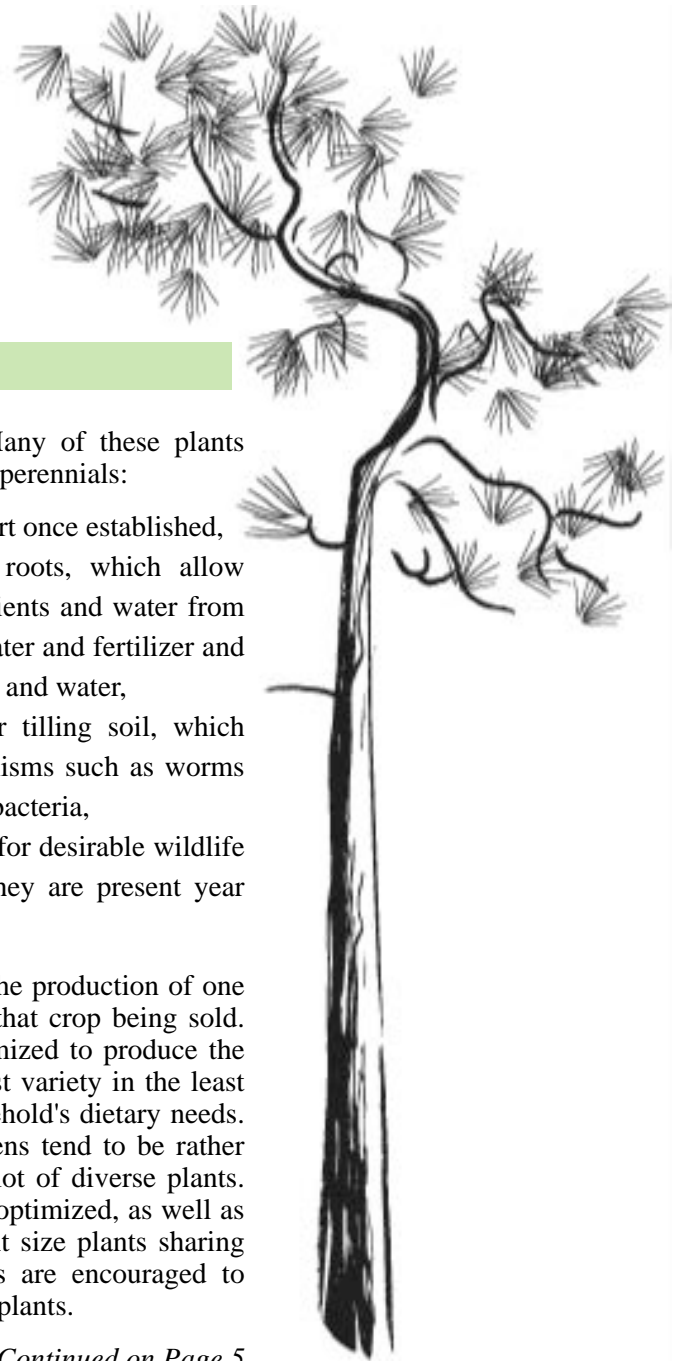 Many of these plants
perennials:
rt once established,
roots, which allow
ients and water from
ater and fertilizer and
and water,
r tilling soil, which
isms such as worms
bacteria,
for desirable wildlife
hey are present year
he production of one
that crop being sold.
nized to produce the
st variety in the least
ehold's dietary needs.
ens tend to be rather
lot of diverse plants.
optimized, as well as
t size plants sharing
s are encouraged to
plants.
Continued on Page 5